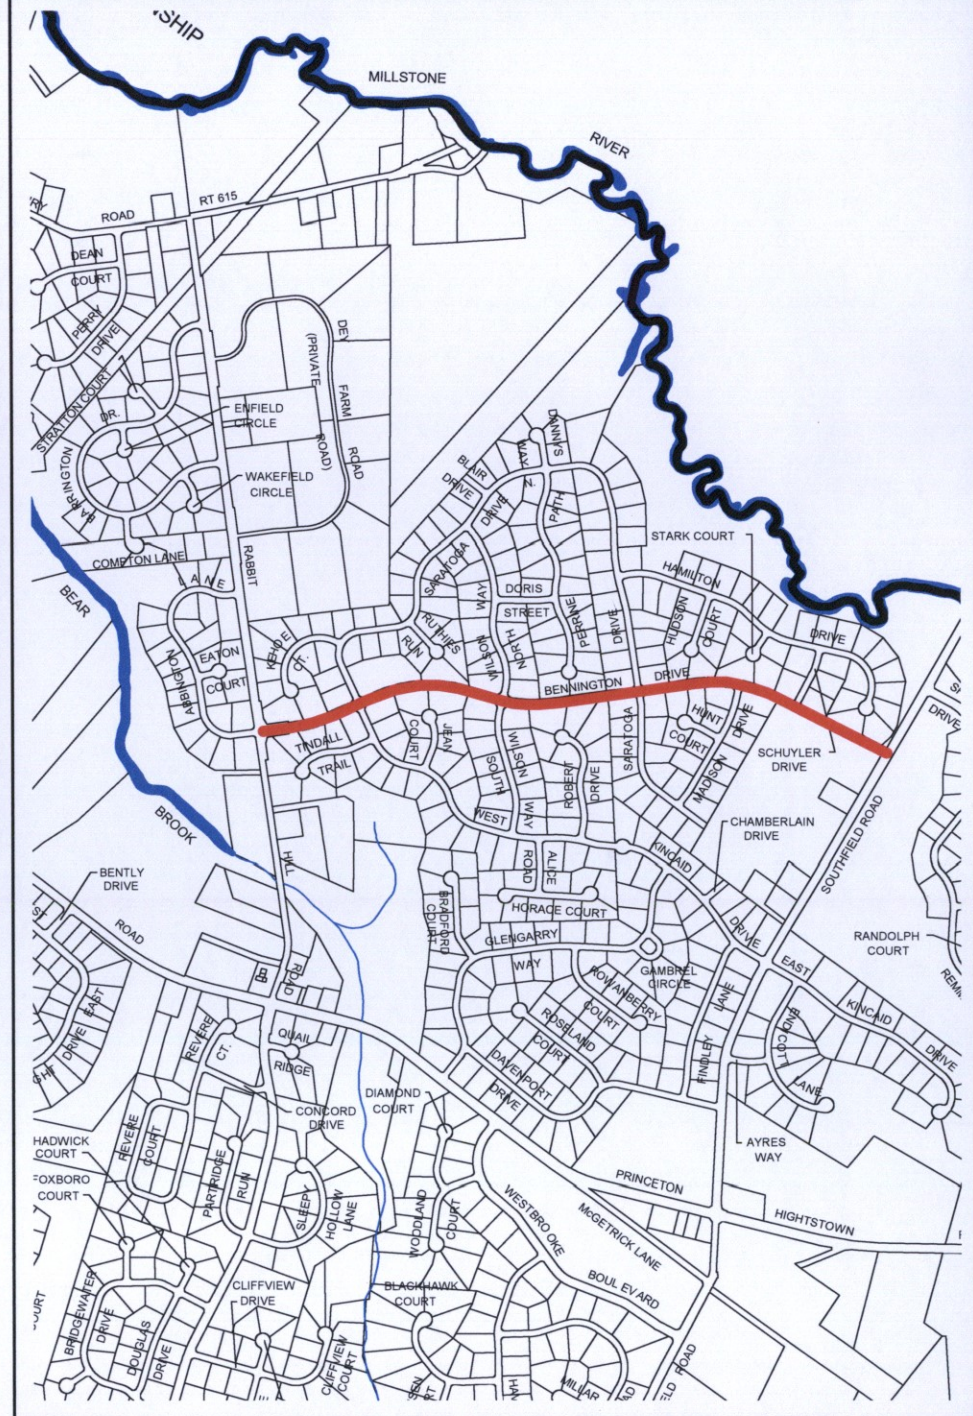 MILLSTONE
RIVER
ROAD
RT 615
DEAN
COURT
PERRY
DRIVE
STRATTON COURT
DR.
BARRINGTON
ENFIELD
CIRCLE
WAKEFIELD
CIRCLE
DEY
(PRIVATE
FARM
ROAD)
ROAD
COMPTON LANE
RABBIT
LANE
BEAR
EATON
COURT
ABBINGTON
KEHOE
CT.
BLAIR
DRIVE
DANNYS
WAY
N.
DRIVE
PATH
SARATOGA
WAY
DORIS
STREET
RUTHIES
RUN
WILSON
NORTH
PERRINE
DRIVE
STARK COURT
HAMILTON
HUDSON
COURT
DRIVE
BENNINGTON
DRIVE
TINDALL
TRAIL
JEAN
COURT
WILSON
SOUTH
WAY
WEST
ROBERT
DRIVE
SARATOGA
HUNT
COURT
DRIVE
MADISON
SCHUYLER
DRIVE
DRIVE
BROOK
HILL
CHAMBERLAIN
DRIVE
SOUTHFIELD ROAD
KINCAID
DRIVE
ALICE
ROAD
HORACE COURT
BRADFORD
COURT
GLENGARRY
WAY
GAMBREL
CIRCLE
RANDOLPH
COURT
BENTLY
DRIVE
ROAD
ROAD
EAST
DRIVE
ROWANBERRY
COURT
ROSELAND
COURT
DAVENPORT
DRIVE
FINDLEY
LANE
EAST
KINCAID
DRIVE
LANE
REVERE
CT.
QUAIL
RIDGE
CONCORD
DRIVE
DIAMOND
COURT
AYRES
WAY
HADWICK
COURT
FOXBORO
COURT
REVERE
COURT
PARTRIDGE
RUN
SLEEPY
HOLLOW
LANE
WOODLAND
COURT
PRINCETON
HIGHTSTOWN
McGETRICK LANE
WESTBROOKE
BOULEVARD
BLACKHAWK
COURT
CLIFFVIEW
DRIVE
CLIFFVIEW
COURT
BRIDGEWATER
DRIVE
DOUGLAS
DRIVE
MILLAR
ROAD